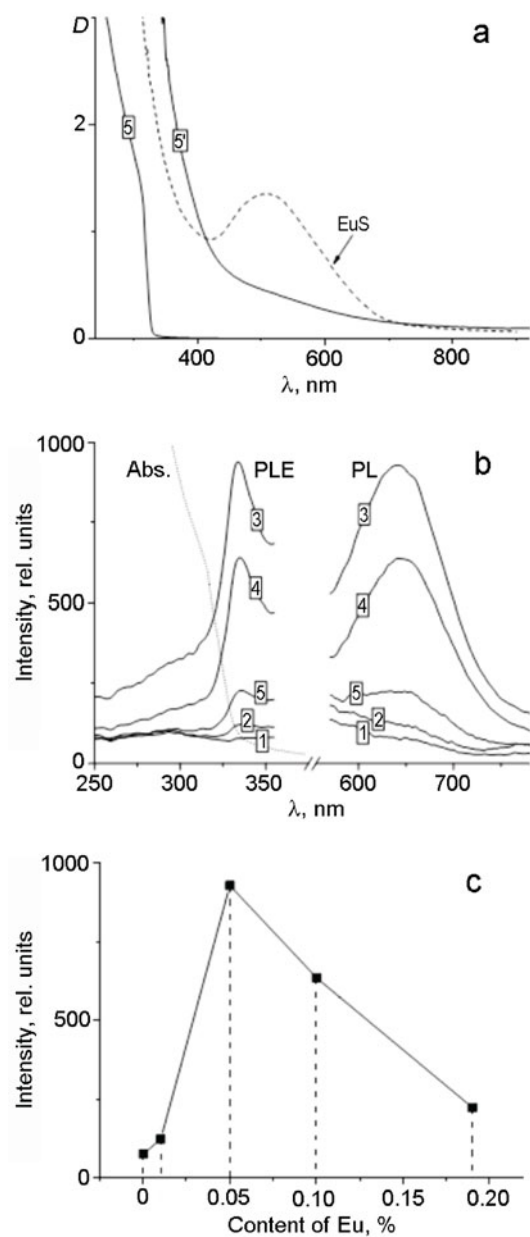 a
D
2
0
5
5'
EuS
400 600 800
λ, nm
b
1000
500
0
Intensity, rel. units
Abs. PLE PL
3
4
5
2
1
3
4
5
2
1
250 300 350 600 700
λ, nm
c
1000
500
0
Intensity, rel. units
0 0.05 0.10 0.15 0.20
Content of Eu, %